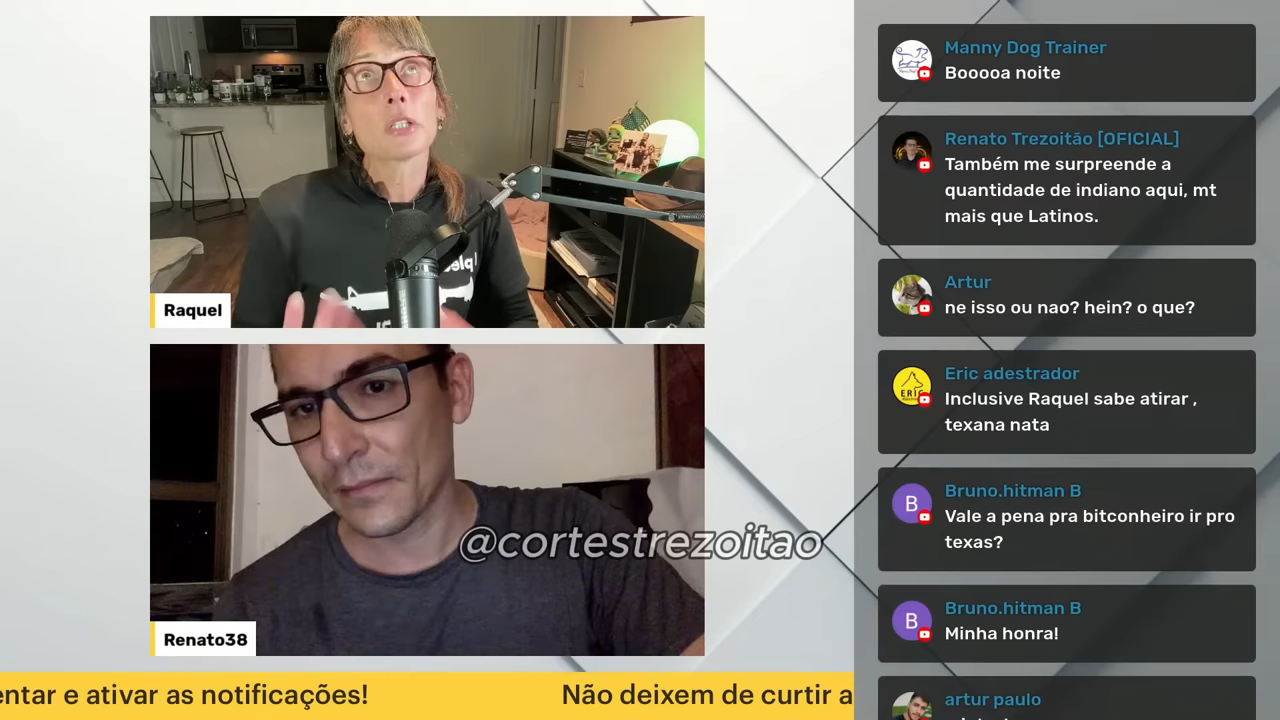 Raquel
Renato38
@cortestrezoitao
entar e ativar as notificações!
Não deixem de curtir a
Manny Dog Trainer
Booooa noite
Renato Trezoitão [OFICIAL]
Também me surpreende a
quantidade de indiano aqui, mt
mais que Latinos.
Artur
ne isso ou nao? hein? o que?
ERIC
Eric adestrador
Inclusive Raquel sabe atirar ,
texana nata
B
Bruno.hitman B
Vale a pena pra bitconheiro ir pro
texas?
B
Bruno.hitman B
Minha honra!
artur paulo